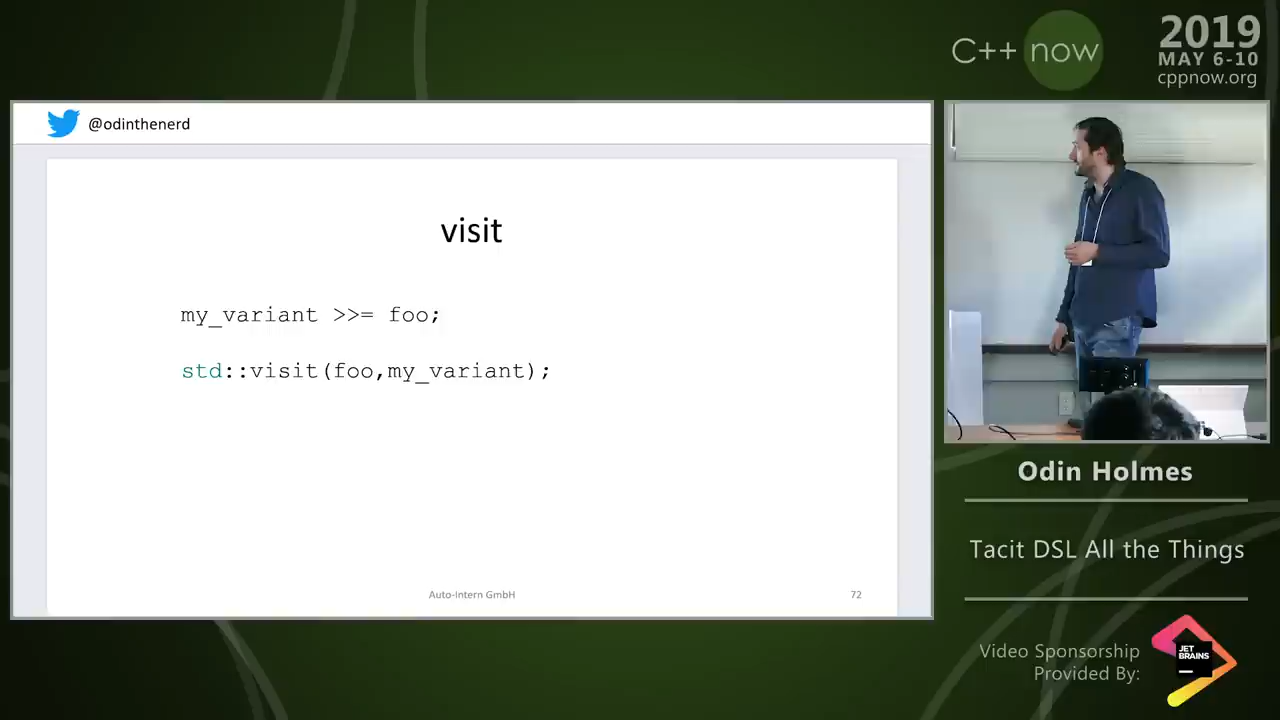 C++ now
2019
MAY 6-10
cppnow.org
@odinthenerd
visit
my_variant >>= foo;
std::visit(foo,my_variant);
Auto-Intern GmbH
72
Odin Holmes
Tacit DSL All the Things
Video Sponsorship
Provided By:
JET
BRAINS